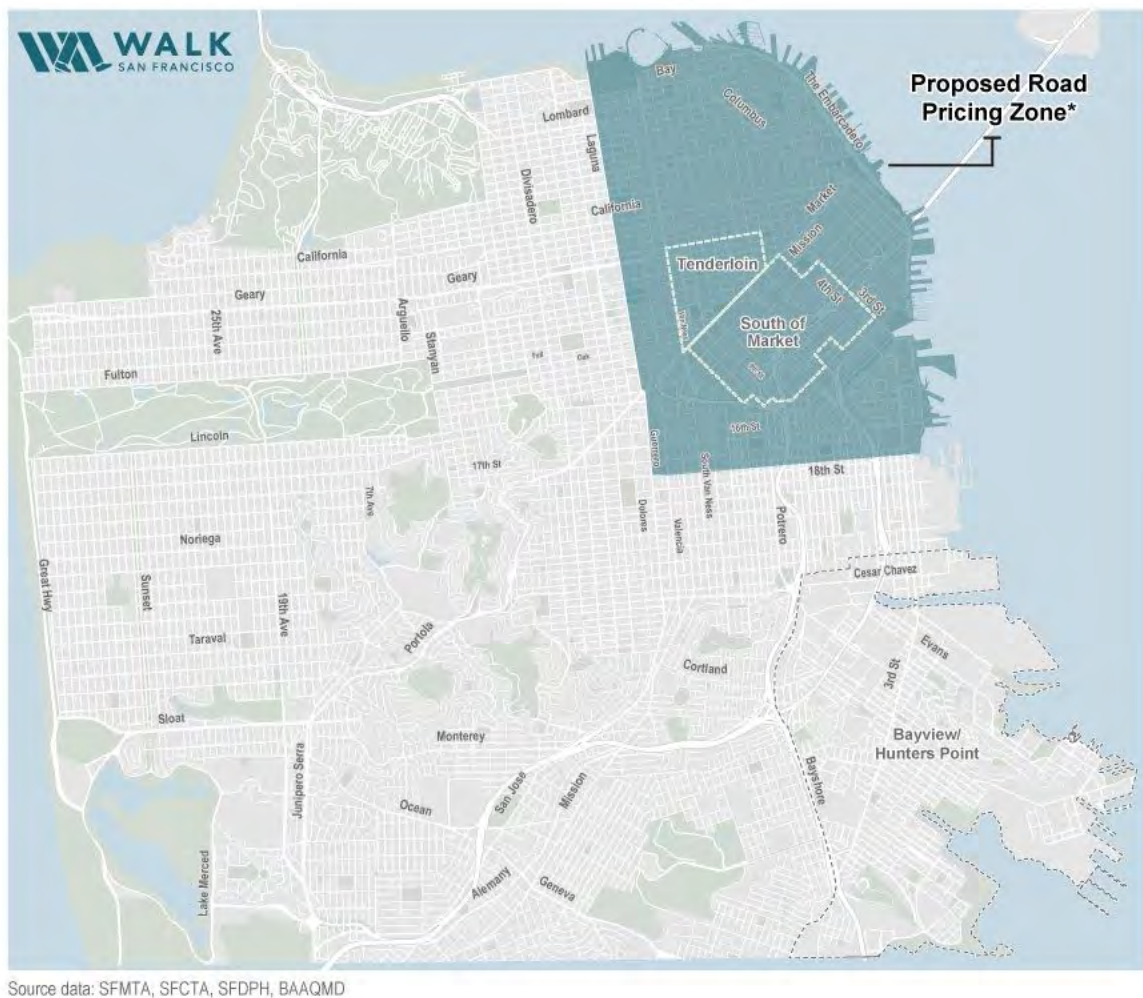 WALK
SAN FRANCISCO
Proposed Road
Pricing Zone*
Bay
Columbus
The Embarcadero
Lombard
Laguna
Divisadero
California
Market
Mission
California
Geary
Geary
Tenderloin
4th St
3rd St
25th Ave
Arguello
Stanyan
South of
Market
Fell
Oak
Fulton
Lincoln
16th St
Guerrero
17th St
South Van Ness
18th St
7th Ave
Dolores
Valencia
Potrero
Noriega
Great Hwy
Sunset
19th Ave
Cesar Chavez
Taraval
Portola
Cortland
3rd St
Evans
Sloat
Monterey
Bayview/
Hunters Point
Junipero Serra
San Jose
Mission
Bayshore
Ocean
Lake Merced
Alemany
Geneva
Source data: SFMTA, SFCTA, SFDPH, BAAQMD